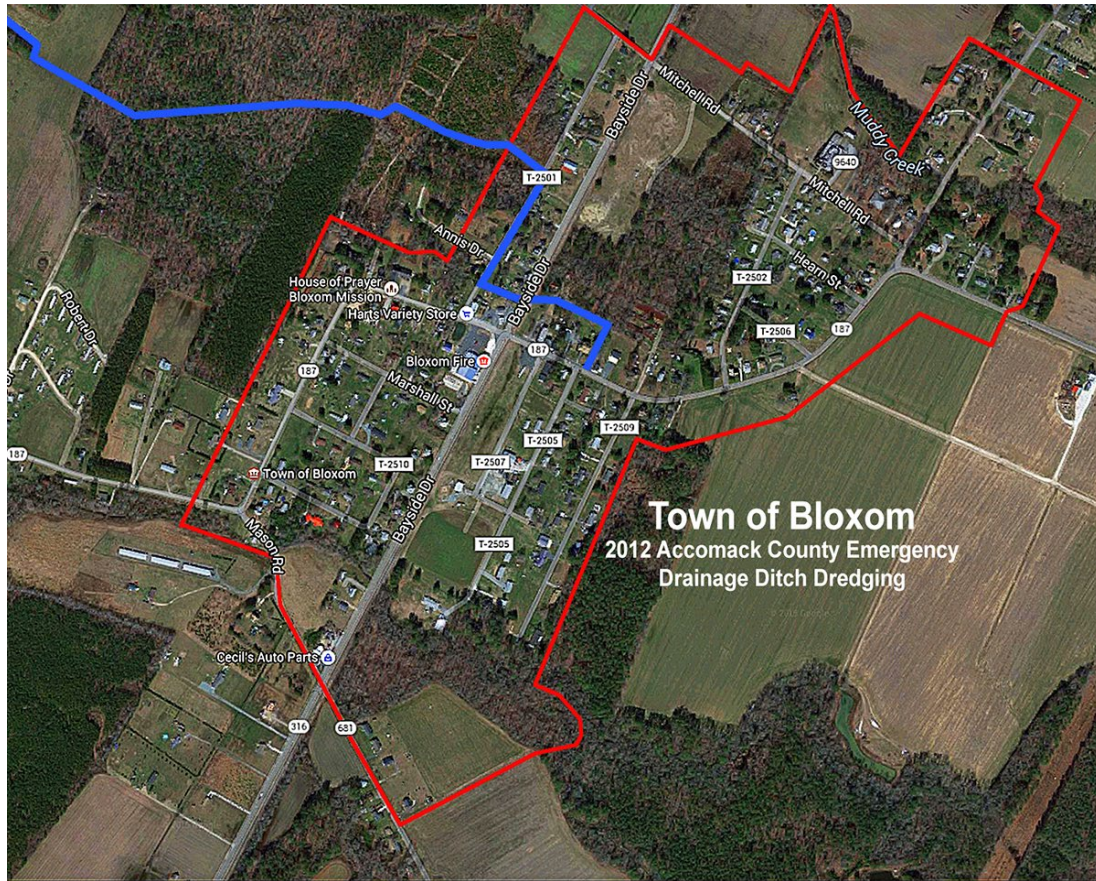 Bayside Dr
Mitchell Rd
Muddy Creek
9640
T-2501
Mitchell Rd
Annis Dr
Hearn St
T-2502
House of Prayer
Bloxom Mission
Harts Variety Store
Bayside Dr
Robert Dr
T-2506
187
187
Bloxom Fire
187
Marshall St
T-2509
T-2505
187
T-2510
T-2507
Town of Bloxom
Bayside Dr
Mason Rd
T-2505
Town of Bloxom
2012 Accomack County Emergency
Drainage Ditch Dredging
Cecil's Auto Parts
316
681